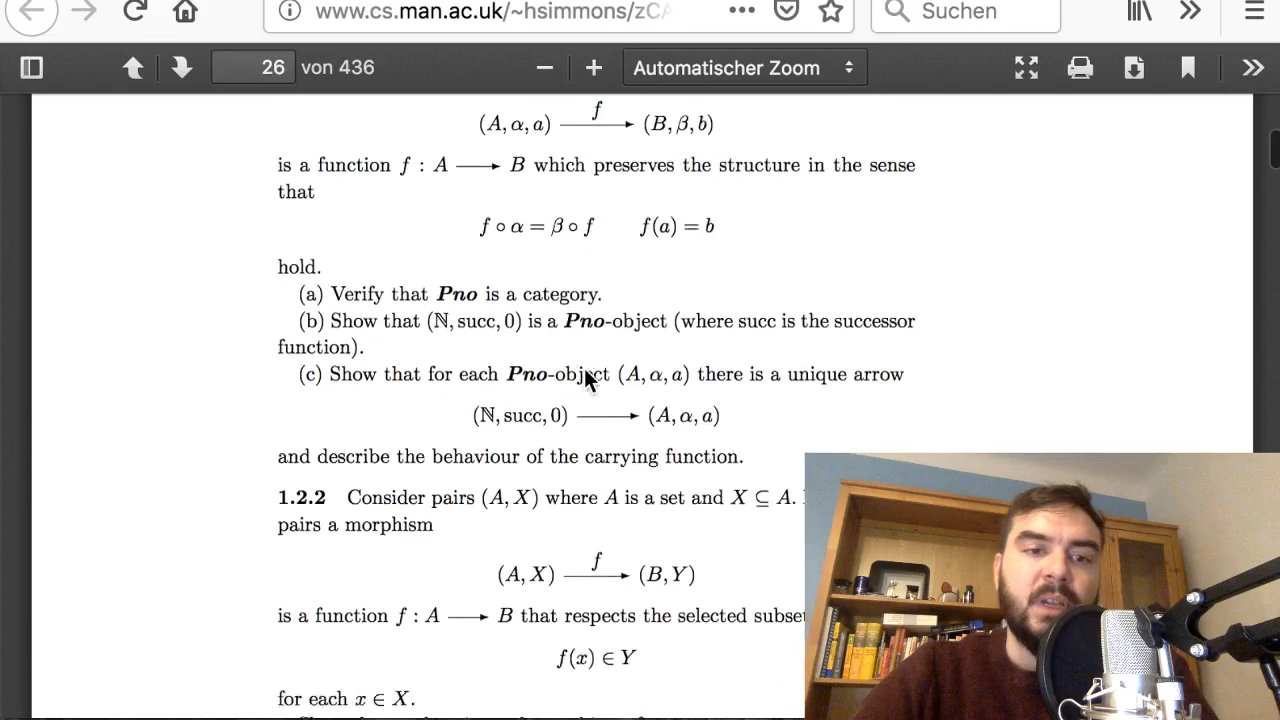 www.cs.man.ac.uk/~hsimmons/zCA
Suchen
26 von 436
Automatischer Zoom
(A, α, a) f⟶ (B, β, b)
is a function f : A ⟶ B which preserves the structure in the sense
that
f ∘ α = β ∘ f f(a) = b
hold.
(a) Verify that Pno is a category.
(b) Show that (ℕ, succ, 0) is a Pno-object (where succ is the successor
function).
(c) Show that for each Pno-object (A, α, a) there is a unique arrow
(ℕ, succ, 0) ⟶ (A, α, a)
and describe the behaviour of the carrying function.
1.2.2 Consider pairs (A, X) where A is a set and X ⊆ A.
pairs a morphism
(A, X) f⟶ (B, Y)
is a function f : A ⟶ B that respects the selected subset
f(x) ∈ Y
for each x ∈ X.